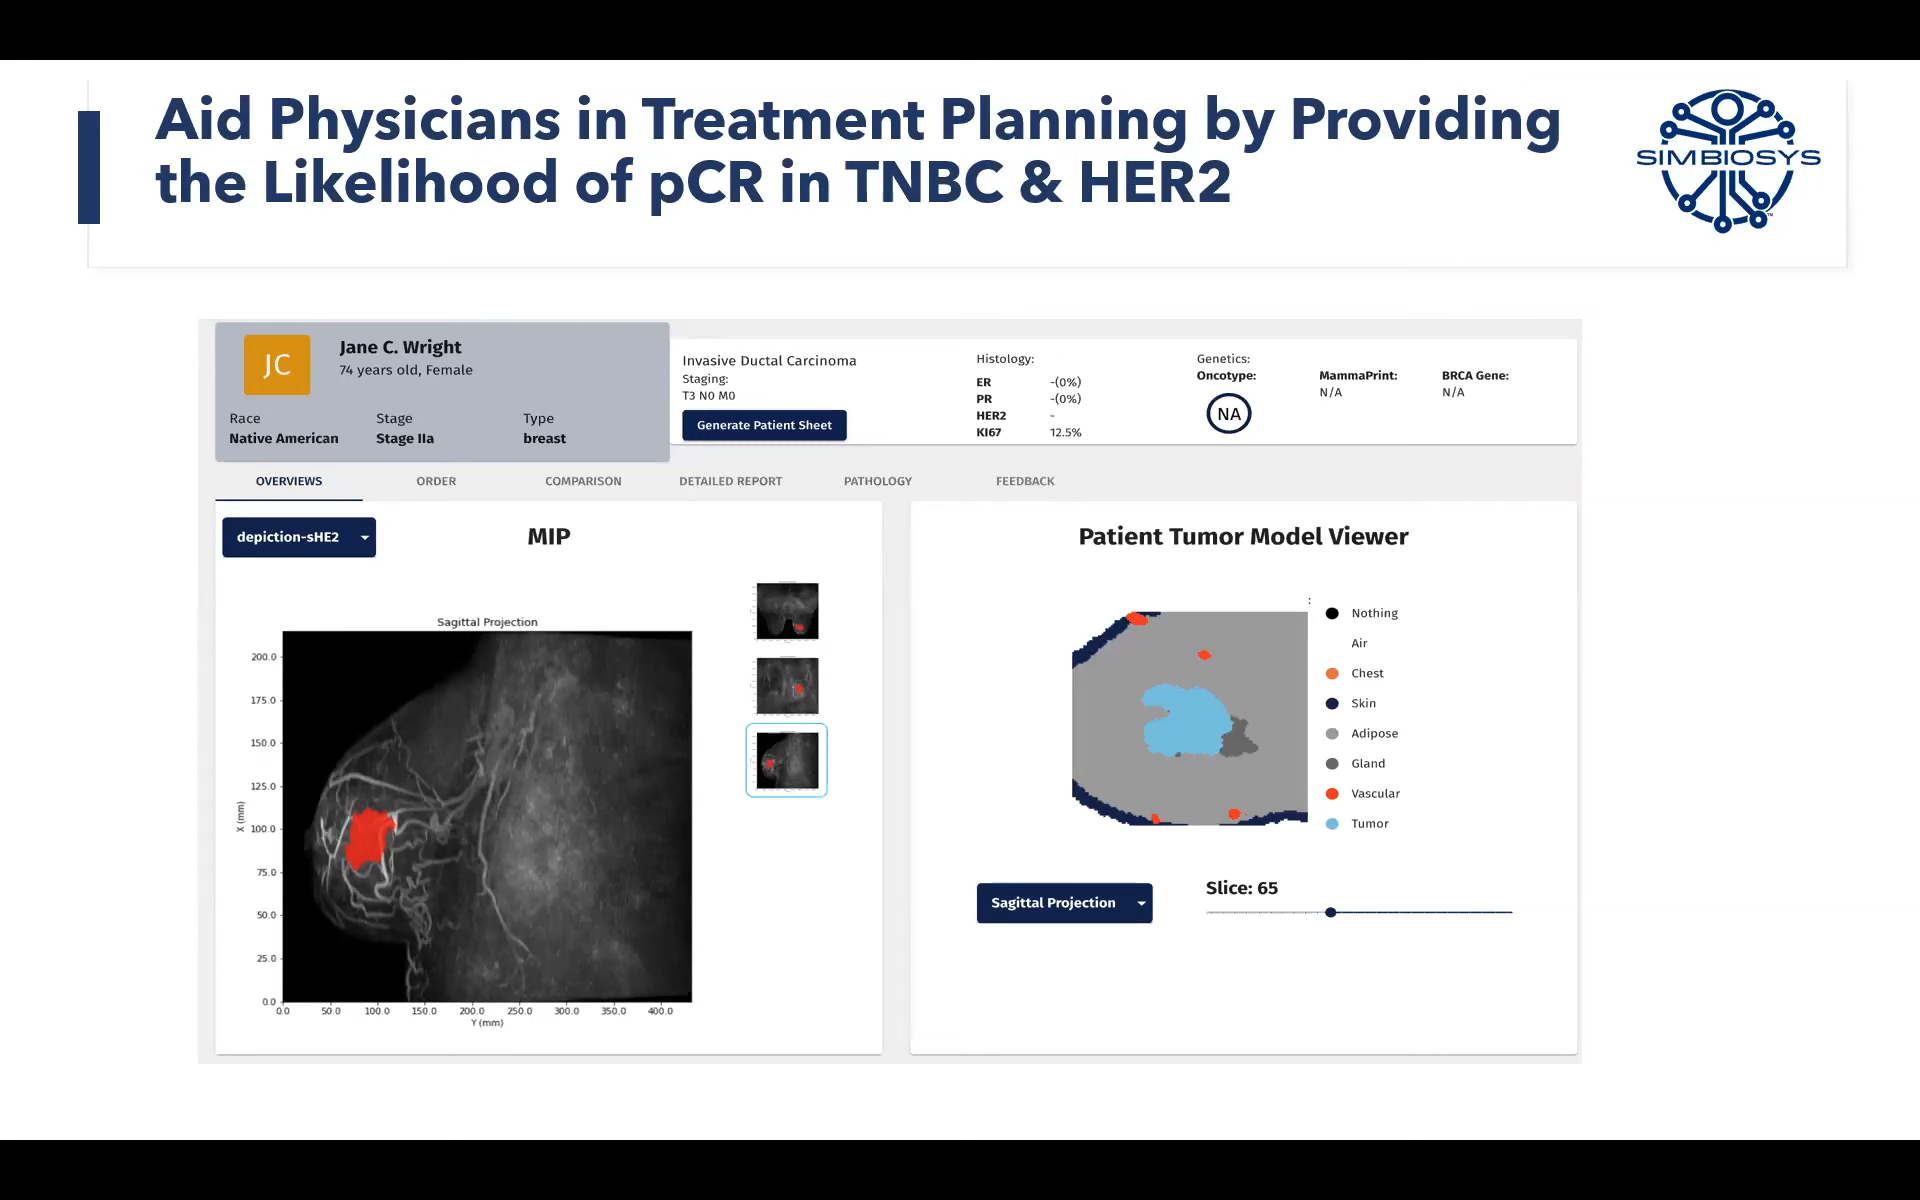 Aid Physicians in Treatment Planning by Providing
the Likelihood of pCR in TNBC & HER2
SIMBIOSYS
TM
JC
Jane C. Wright
74 years old, Female
Race
Native American
Stage
Stage IIa
Type
breast
Invasive Ductal Carcinoma
Staging:
T3 N0 M0
Generate Patient Sheet
Histology:
ER -(0%)
PR -(0%)
HER2 -
KI67 12.5%
Genetics:
Oncotype:
NA
MammaPrint:
N/A
BRCA Gene:
N/A
OVERVIEWS ORDER COMPARISON DETAILED REPORT PATHOLOGY FEEDBACK
depiction-sHE2
MIP
Sagittal Projection
X (mm)
200.0
175.0
150.0
125.0
100.0
75.0
50.0
25.0
0.0
0.0 50.0 100.0 150.0 200.0 250.0 300.0 350.0 400.0
Y (mm)
Patient Tumor Model Viewer
:
Nothing
Air
Chest
Skin
Adipose
Gland
Vascular
Tumor
Sagittal Projection
Slice: 65